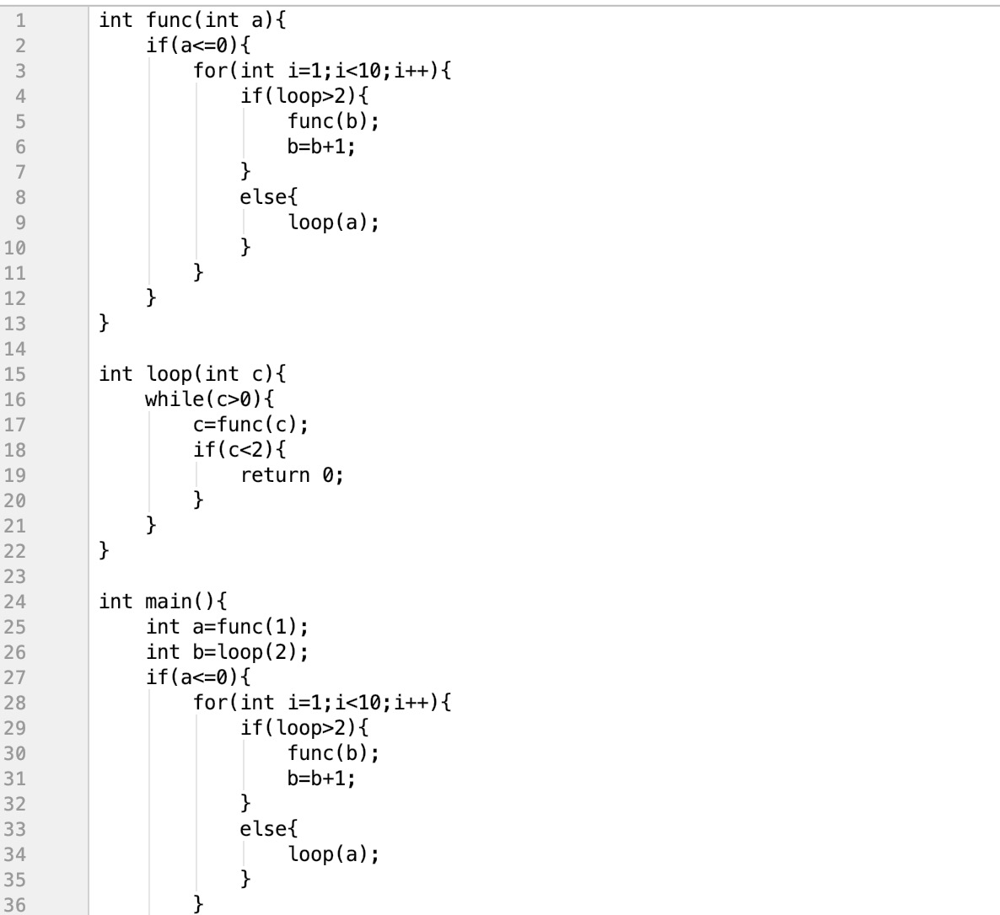 1 int func(int a){
2     if(a<=0){
3         for(int i=1;i<10;i++){
4             if(loop>2){
5                 func(b);
6                 b=b+1;
7             }
8             else{
9                 loop(a);
10             }
11         }
12     }
13 }
14
15 int loop(int c){
16     while(c>0){
17         c=func(c);
18         if(c<2){
19             return 0;
20         }
21     }
22 }
23
24 int main(){
25     int a=func(1);
26     int b=loop(2);
27     if(a<=0){
28         for(int i=1;i<10;i++){
29             if(loop>2){
30                 func(b);
31                 b=b+1;
32             }
33             else{
34                 loop(a);
35             }
36         }